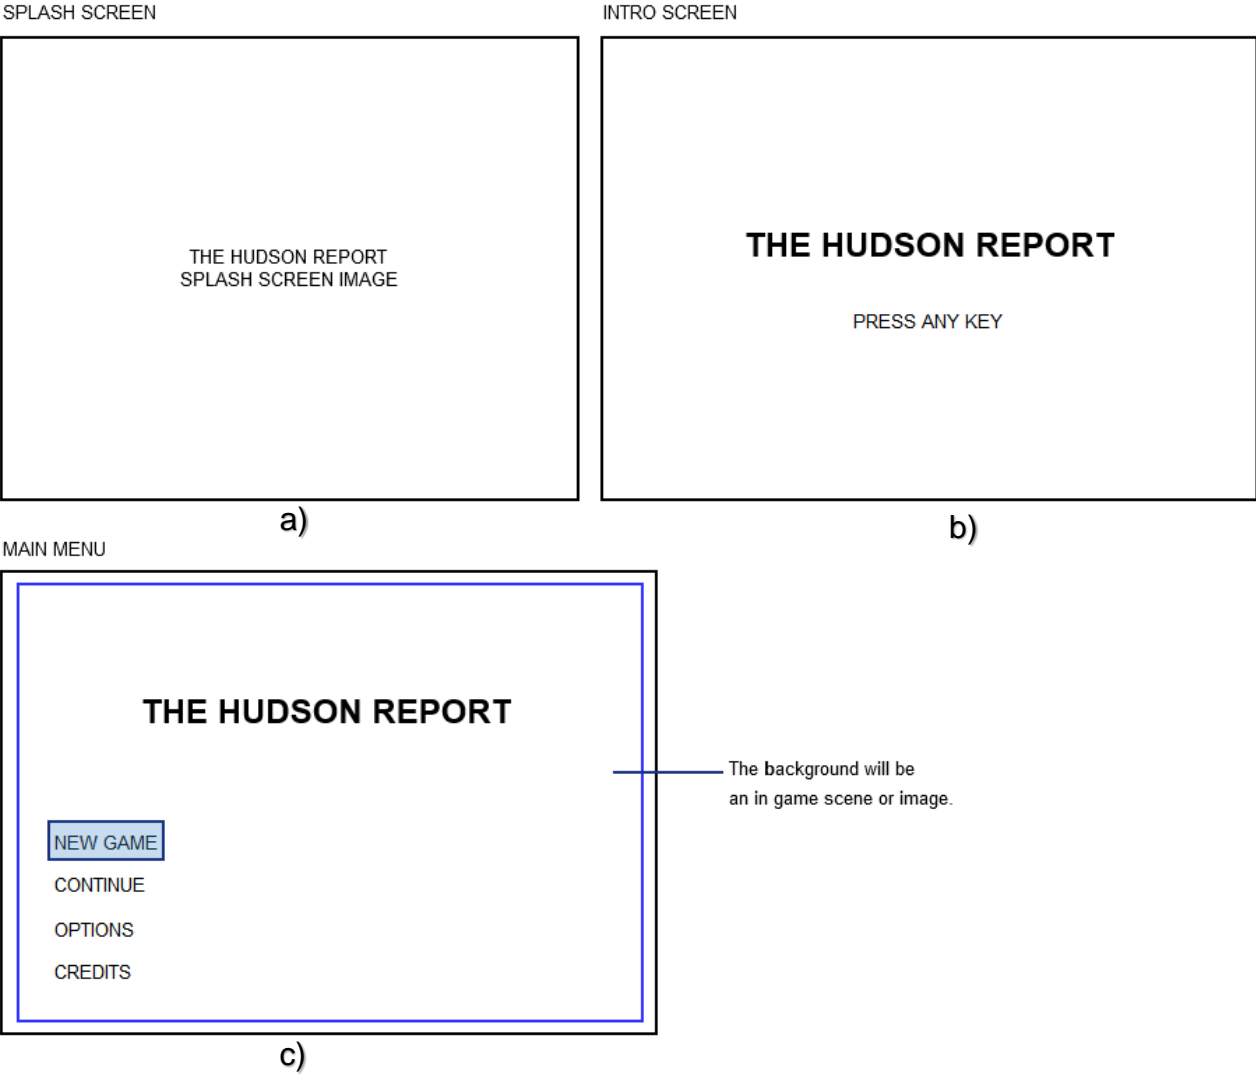 SPLASH SCREEN
INTRO SCREEN
THE HUDSON REPORT
SPLASH SCREEN IMAGE
THE HUDSON REPORT
PRESS ANY KEY
a)
b)
MAIN MENU
THE HUDSON REPORT
The background will be
an in game scene or image.
NEW GAME
CONTINUE
OPTIONS
CREDITS
c)